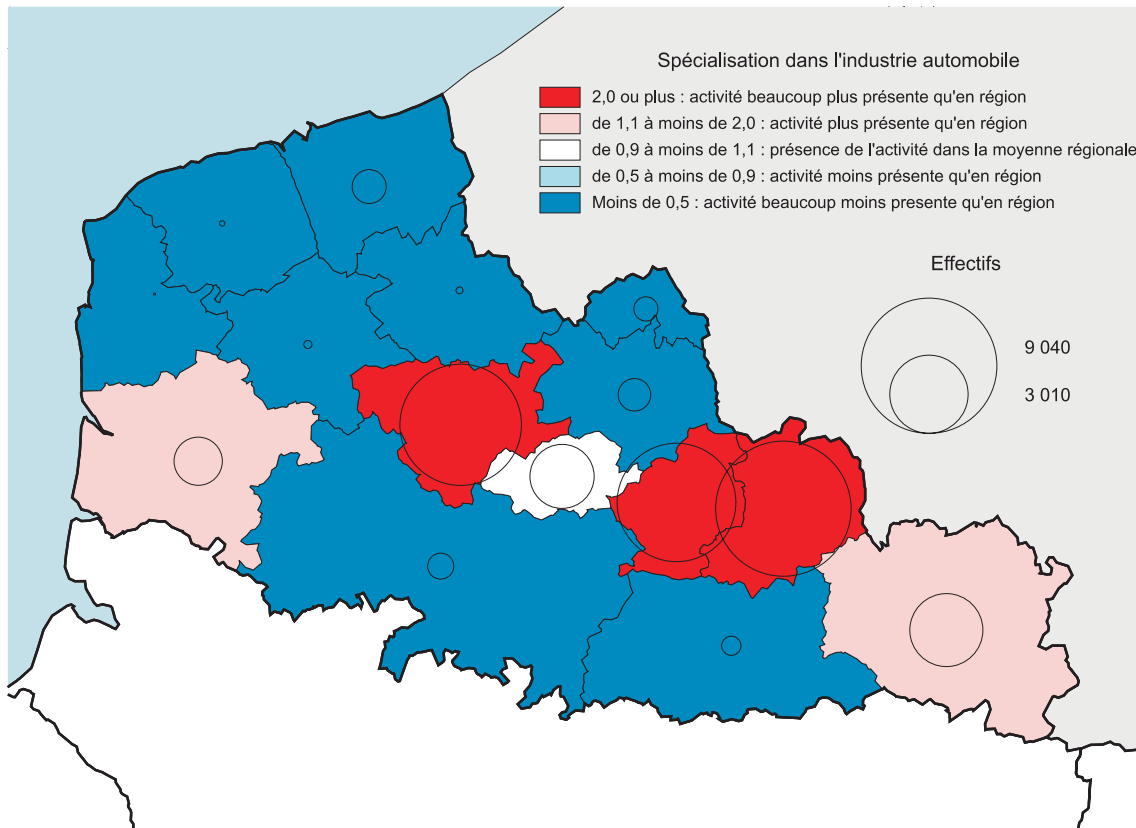 Spécialisation dans l'industrie automobile
2,0 ou plus : activité beaucoup plus présente qu'en région
de 1,1 à moins de 2,0 : activité plus présente qu'en région
de 0,9 à moins de 1,1 : présence de l'activité dans la moyenne régionale
de 0,5 à moins de 0,9 : activité moins présente qu'en région
Moins de 0,5 : activité beaucoup moins presente qu'en région
Effectifs
9 040
3 010